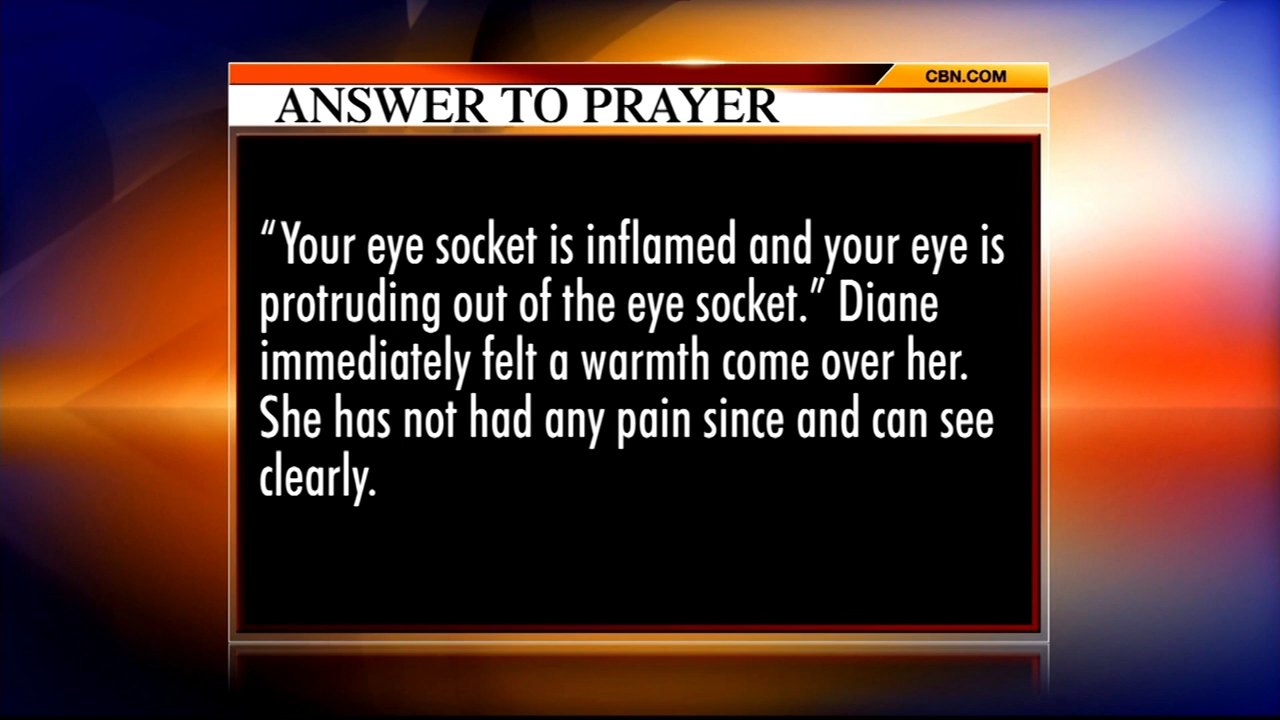 CBN.COM
ANSWER TO PRAYER
“Your eye socket is inflamed and your eye is
protruding out of the eye socket.” Diane
immediately felt a warmth come over her.
She has not had any pain since and can see
clearly.